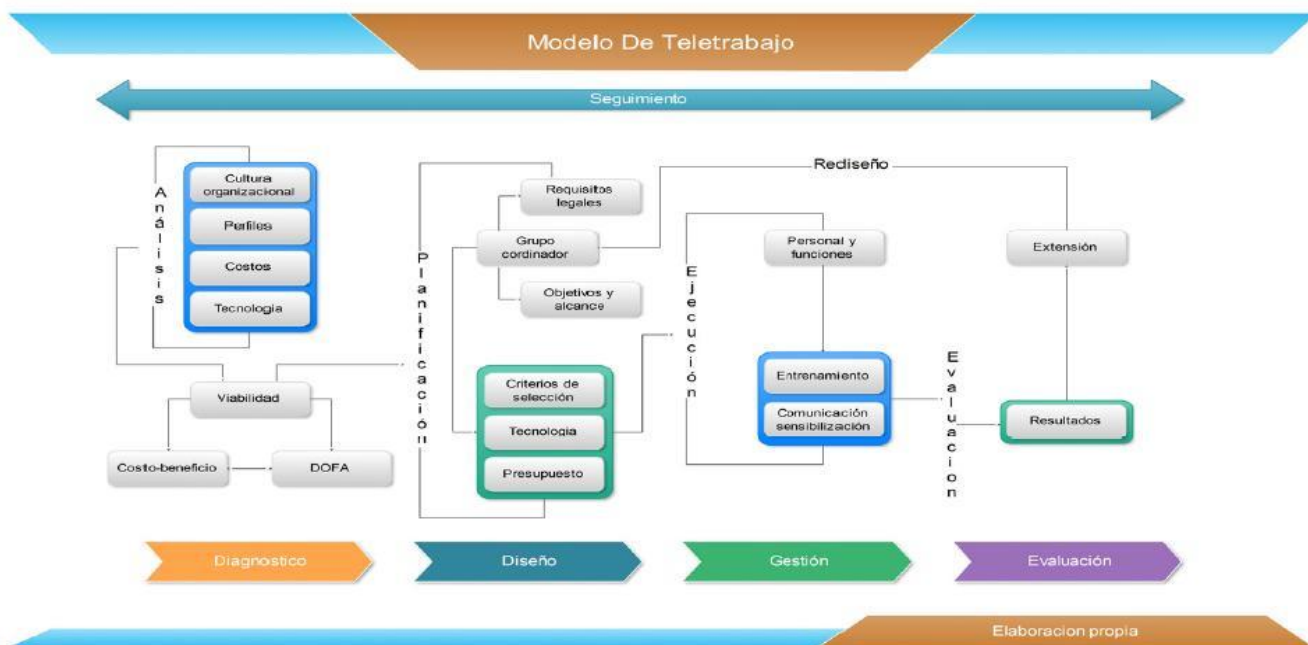 Modelo De Teletrabajo
Seguimiento
Análisis
Cultura
organizacional
Perfiles
Costos
Tecnologia
Viabilidad
Costo-beneficio
DOFA
Planificación
Requisitos
legales
Grupo
cordinador
Objetivos y
alcance
Criterios de
selección
Tecnologia
Presupuesto
Rediseño
Ejecución
Personal y
funciones
Entrenamiento
Comunicación
sensibilización
Evaluacion
Extensión
Resultados
Diagnostico
Diseño
Gestión
Evaluación
Elaboracion propia